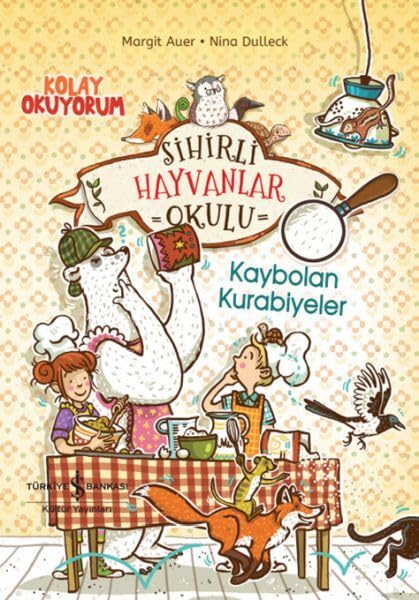 Margit Auer • Nina Dulleck
KOLAY
OKUYORUM
SİHİRLİ
HAYVANLAR
=OKULU=
Kaybolan
Kurabiyeler
TÜRKİYE İŞ BANKASI
Kültür Yayınları